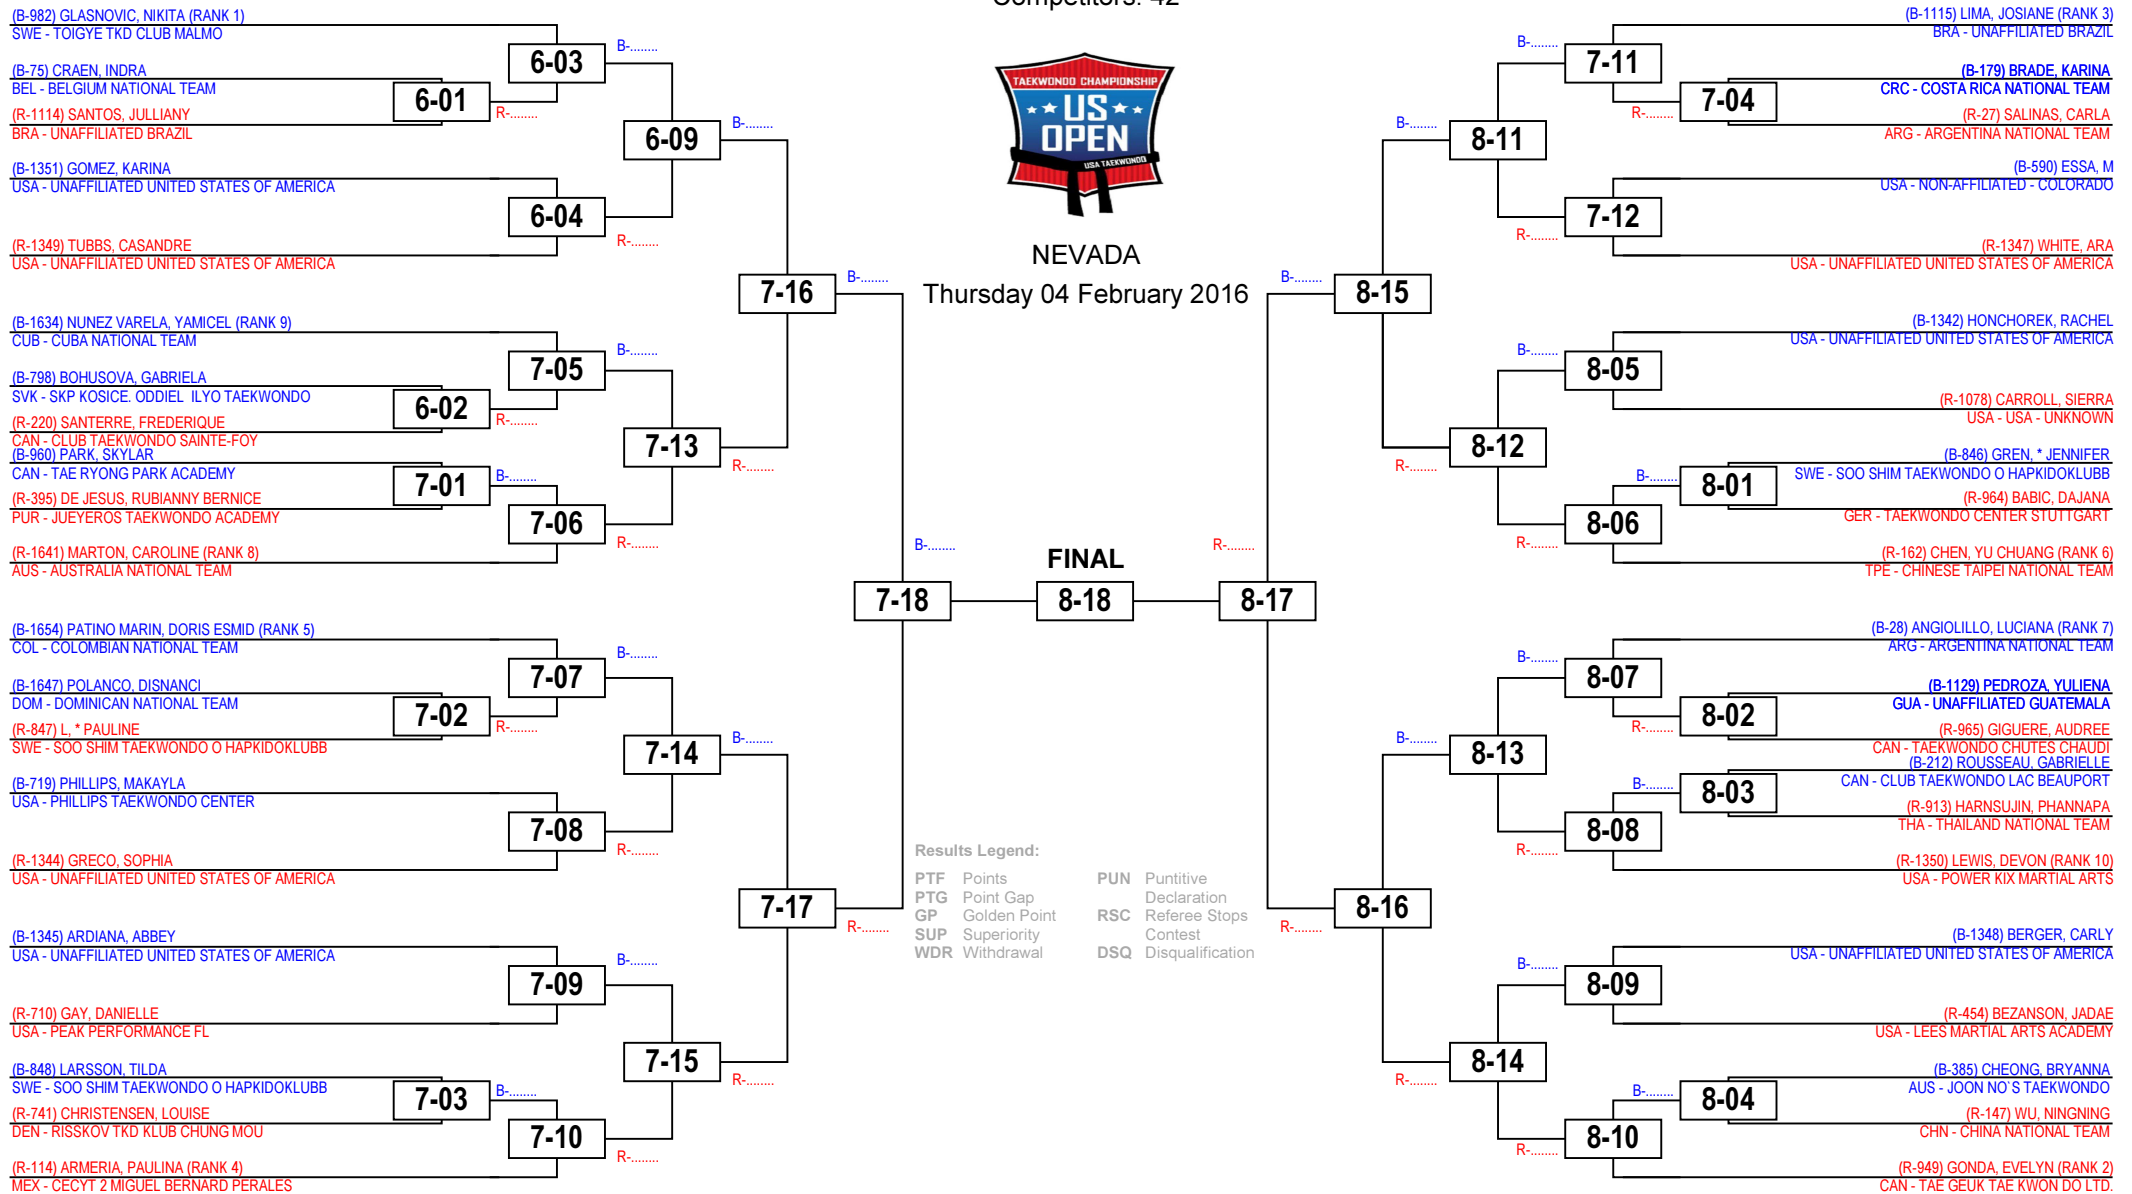 Competitors: 42
(B-982) GLASNOVIC, NIKITA (RANK 1)
SWE - TOIGYE TKD CLUB MALMO
(B-75) CRAEN, INDRA
BEL - BELGIUM NATIONAL TEAM
(R-1114) SANTOS, JULLIANY
BRA - UNAFFILIATED BRAZIL
(B-1351) GOMEZ, KARINA
USA - UNAFFILIATED UNITED STATES OF AMERICA
(R-1349) TUBBS, CASANDRE
USA - UNAFFILIATED UNITED STATES OF AMERICA
(B-1634) NUNEZ VARELA, YAMICEL (RANK 9)
CUB - CUBA NATIONAL TEAM
(B-798) BOHUSOVA, GABRIELA
SVK - SKP KOSICE. ODDIEL ILYO TAEKWONDO
(R-220) SANTERRE, FREDERIQUE
CAN - CLUB TAEKWONDO SAINTE-FOY
(B-960) PARK, SKYLAR
CAN - TAE RYONG PARK ACADEMY
(R-395) DE JESUS, RUBIANNY BERNICE
PUR - JUEYEROS TAEKWONDO ACADEMY
(R-1641) MARTON, CAROLINE (RANK 8)
AUS - AUSTRALIA NATIONAL TEAM
(B-1654) PATINO MARIN, DORIS ESMID (RANK 5)
COL - COLOMBIAN NATIONAL TEAM
(B-1647) POLANCO, DISNANCI
DOM - DOMINICAN NATIONAL TEAM
(R-847) L, * PAULINE
SWE - SOO SHIM TAEKWONDO O HAPKIDOKLUBB
(B-719) PHILLIPS, MAKAYLA
USA - PHILLIPS TAEKWONDO CENTER
(R-1344) GRECO, SOPHIA
USA - UNAFFILIATED UNITED STATES OF AMERICA
(B-1345) ARDIANA, ABBEY
USA - UNAFFILIATED UNITED STATES OF AMERICA
(R-710) GAY, DANIELLE
USA - PEAK PERFORMANCE FL
(B-848) LARSSON, TILDA
SWE - SOO SHIM TAEKWONDO O HAPKIDOKLUBB
(R-741) CHRISTENSEN, LOUISE
DEN - RISSKOV TKD KLUB CHUNG MOU
(R-114) ARMERIA, PAULINA (RANK 4)
MEX - CECYT 2 MIGUEL BERNARD PERALES
6-01
R-........
6-02
R-........
7-01
B-........
7-02
R-........
7-03
B-........
6-03
B-........
6-04
R-........
7-05
B-........
7-06
R-........
7-07
B-........
7-08
R-........
7-09
B-........
7-10
R-........
6-09
B-........
7-13
R-........
7-14
B-........
7-15
R-........
7-16
B-........
7-17
R-........
7-18
B-........
TAEKWONDO CHAMPIONSHIP
US
OPEN
USA TAEKWONDO
NEVADA
Thursday 04 February 2016
FINAL
8-18
Results Legend:
PTF Points
PTG Point Gap
GP Golden Point
SUP Superiority
WDR Withdrawal
PUN Puntitive
Declaration
RSC Referee Stops
Contest
DSQ Disqualification
R-........
8-17
B-........
8-15
R-........
8-16
B-........
8-11
R-........
8-12
B-........
8-13
R-........
8-14
B-........
7-11
R-........
7-12
B-........
8-05
R-........
8-06
B-........
8-07
R-........
8-08
B-........
8-09
R-........
8-10
R-........
7-04
B-........
8-01
R-........
8-02
B-........
8-03
B-........
8-04
(B-1115) LIMA, JOSIANE (RANK 3)
BRA - UNAFFILIATED BRAZIL
(B-179) BRADE, KARINA
CRC - COSTA RICA NATIONAL TEAM
(R-27) SALINAS, CARLA
ARG - ARGENTINA NATIONAL TEAM
(B-590) ESSA, M
USA - NON-AFFILIATED - COLORADO
(R-1347) WHITE, ARA
USA - UNAFFILIATED UNITED STATES OF AMERICA
(B-1342) HONCHOREK, RACHEL
USA - UNAFFILIATED UNITED STATES OF AMERICA
(R-1078) CARROLL, SIERRA
USA - USA - UNKNOWN
(B-846) GREN, * JENNIFER
SWE - SOO SHIM TAEKWONDO O HAPKIDOKLUBB
(R-964) BABIC, DAJANA
GER - TAEKWONDO CENTER STUTTGART
(R-162) CHEN, YU CHUANG (RANK 6)
TPE - CHINESE TAIPEI NATIONAL TEAM
(B-28) ANGIOLILLO, LUCIANA (RANK 7)
ARG - ARGENTINA NATIONAL TEAM
(B-1129) PEDROZA, YULIENA
GUA - UNAFFILIATED GUATEMALA
(R-965) GIGUERE, AUDREE
CAN - TAEKWONDO CHUTES CHAUDI
(B-212) ROUSSEAU, GABRIELLE
CAN - CLUB TAEKWONDO LAC BEAUPORT
(R-913) HARNSUJIN, PHANNAPA
THA - THAILAND NATIONAL TEAM
(R-1350) LEWIS, DEVON (RANK 10)
USA - POWER KIX MARTIAL ARTS
(B-1348) BERGER, CARLY
USA - UNAFFILIATED UNITED STATES OF AMERICA
(R-454) BEZANSON, JADAE
USA - LEES MARTIAL ARTS ACADEMY
(B-385) CHEONG, BRYANNA
AUS - JOON NO`S TAEKWONDO
(R-147) WU, NINGNING
CHN - CHINA NATIONAL TEAM
(R-949) GONDA, EVELYN (RANK 2)
CAN - TAE GEUK TAE KWON DO LTD.